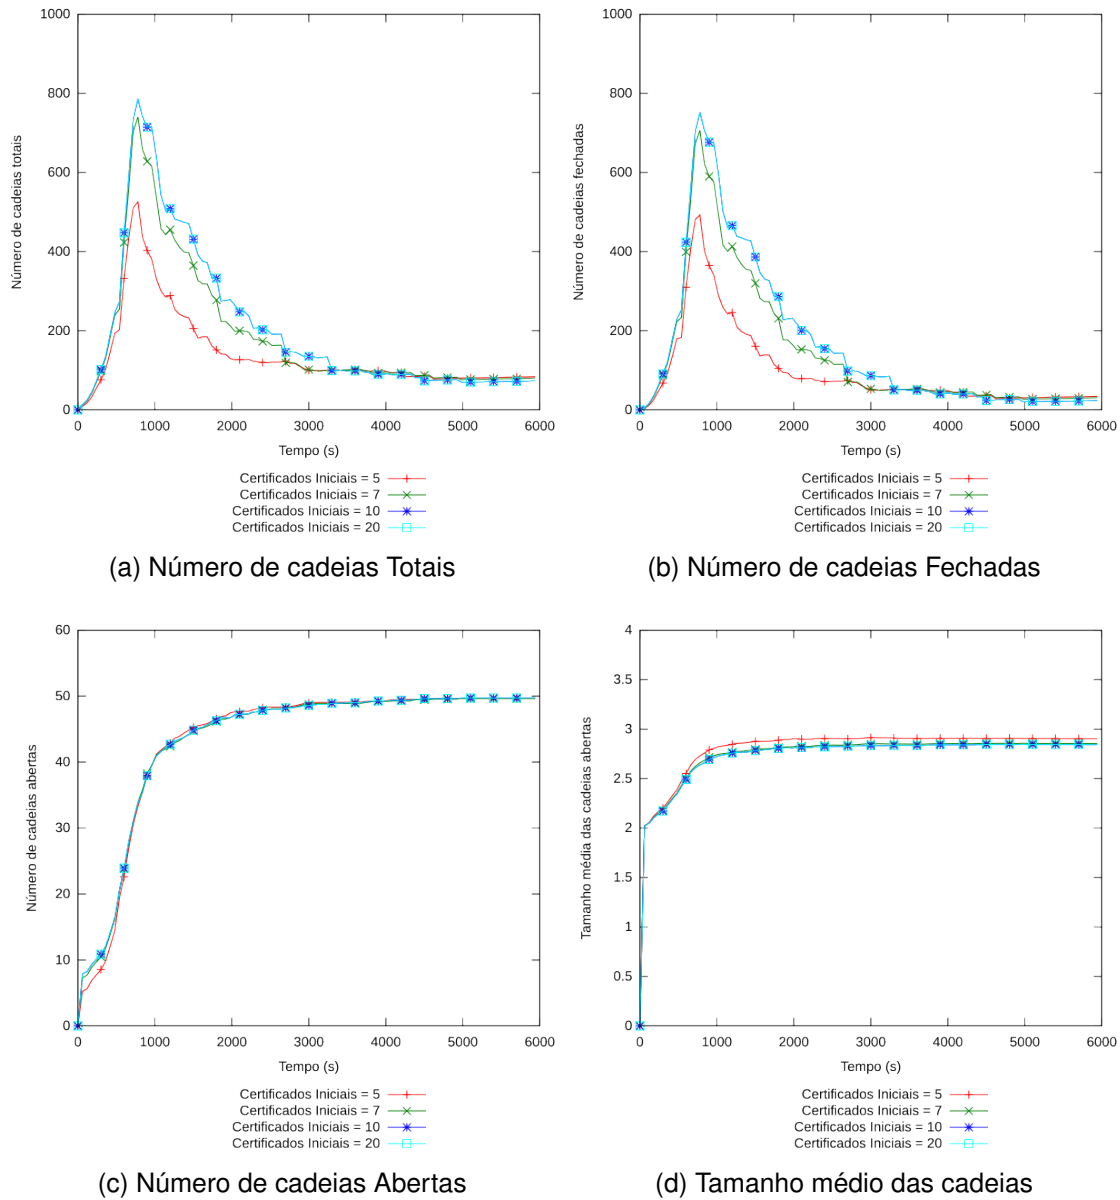 1000
800
600
400
200
0
Número de cadeias totais
0 1000 2000 3000 4000 5000 6000
Tempo (s)
Certificados Iniciais = 5
Certificados Iniciais = 7
Certificados Iniciais = 10
Certificados Iniciais = 20
(a) Número de cadeias Totais
1000
800
600
400
200
0
Número de cadeias fechadas
0 1000 2000 3000 4000 5000 6000
Tempo (s)
Certificados Iniciais = 5
Certificados Iniciais = 7
Certificados Iniciais = 10
Certificados Iniciais = 20
(b) Número de cadeias Fechadas
60
50
40
30
20
10
0
Número de cadeias abertas
0 1000 2000 3000 4000 5000 6000
Tempo (s)
Certificados Iniciais = 5
Certificados Iniciais = 7
Certificados Iniciais = 10
Certificados Iniciais = 20
(c) Número de cadeias Abertas
4
3.5
3
2.5
2
1.5
1
0.5
0
Tamanho média das cadeias abertas
0 1000 2000 3000 4000 5000 6000
Tempo (s)
Certificados Iniciais = 5
Certificados Iniciais = 7
Certificados Iniciais = 10
Certificados Iniciais = 20
(d) Tamanho médio das cadeias